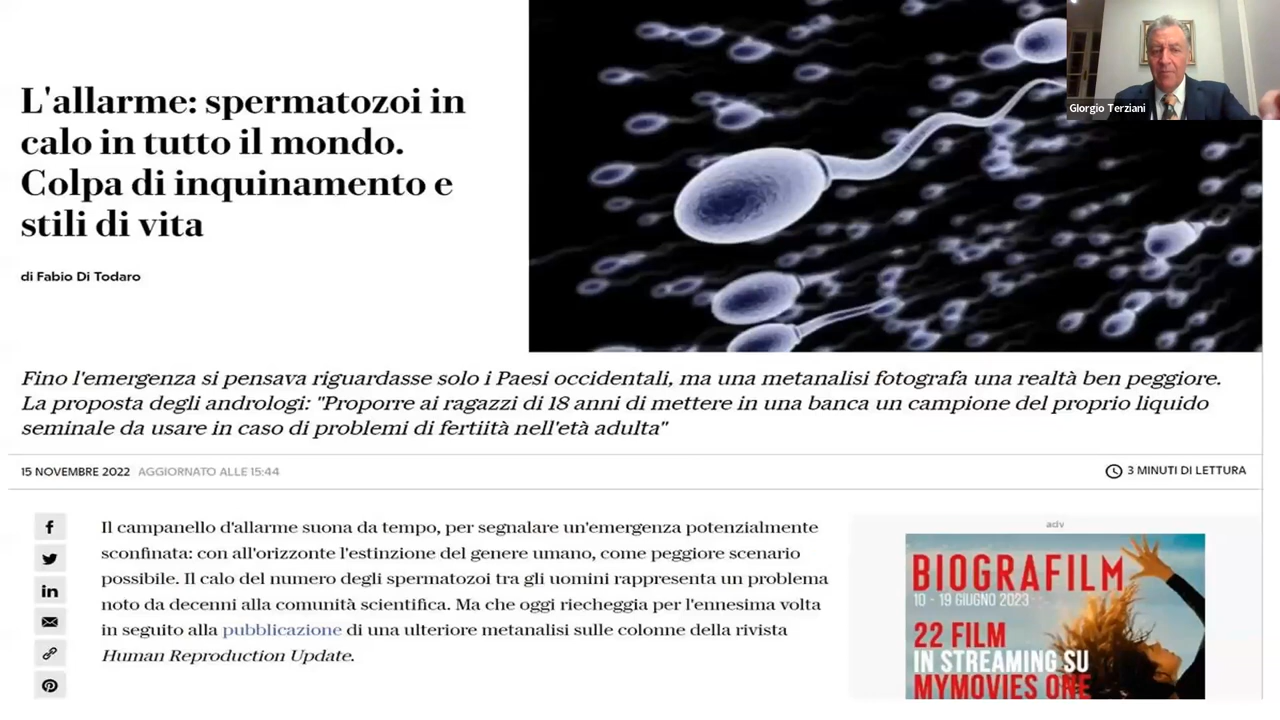 L'allarme: spermatozoi in
calo in tutto il mondo.
Colpa di inquinamento e
stili di vita
di Fabio Di Todaro
GIorgio Terziani
Fino l'emergenza si pensava riguardasse solo i Paesi occidentali, ma una metanalisi fotografa una realtà ben peggiore.
La proposta degli andrologi: "Proporre ai ragazzi di 18 anni di mettere in una banca un campione del proprio liquido
seminale da usare in caso di problemi di fertiità nell'età adulta"
15 NOVEMBRE 2022 AGGIORNATO ALLE 15:44
3 MINUTI DI LETTURA
Il campanello d'allarme suona da tempo, per segnalare un'emergenza potenzialmente
sconfinata: con all'orizzonte l'estinzione del genere umano, come peggiore scenario
possibile. Il calo del numero degli spermatozoi tra gli uomini rappresenta un problema
noto da decenni alla comunità scientifica. Ma che oggi riecheggia per l'ennesima volta
in seguito alla pubblicazione di una ulteriore metanalisi sulle colonne della rivista
Human Reproduction Update.
adv
BIOGRAFILM
10 - 19 GIUGNO 2023
22 FILM
IN STREAMING SU
MYMOVIES ONE